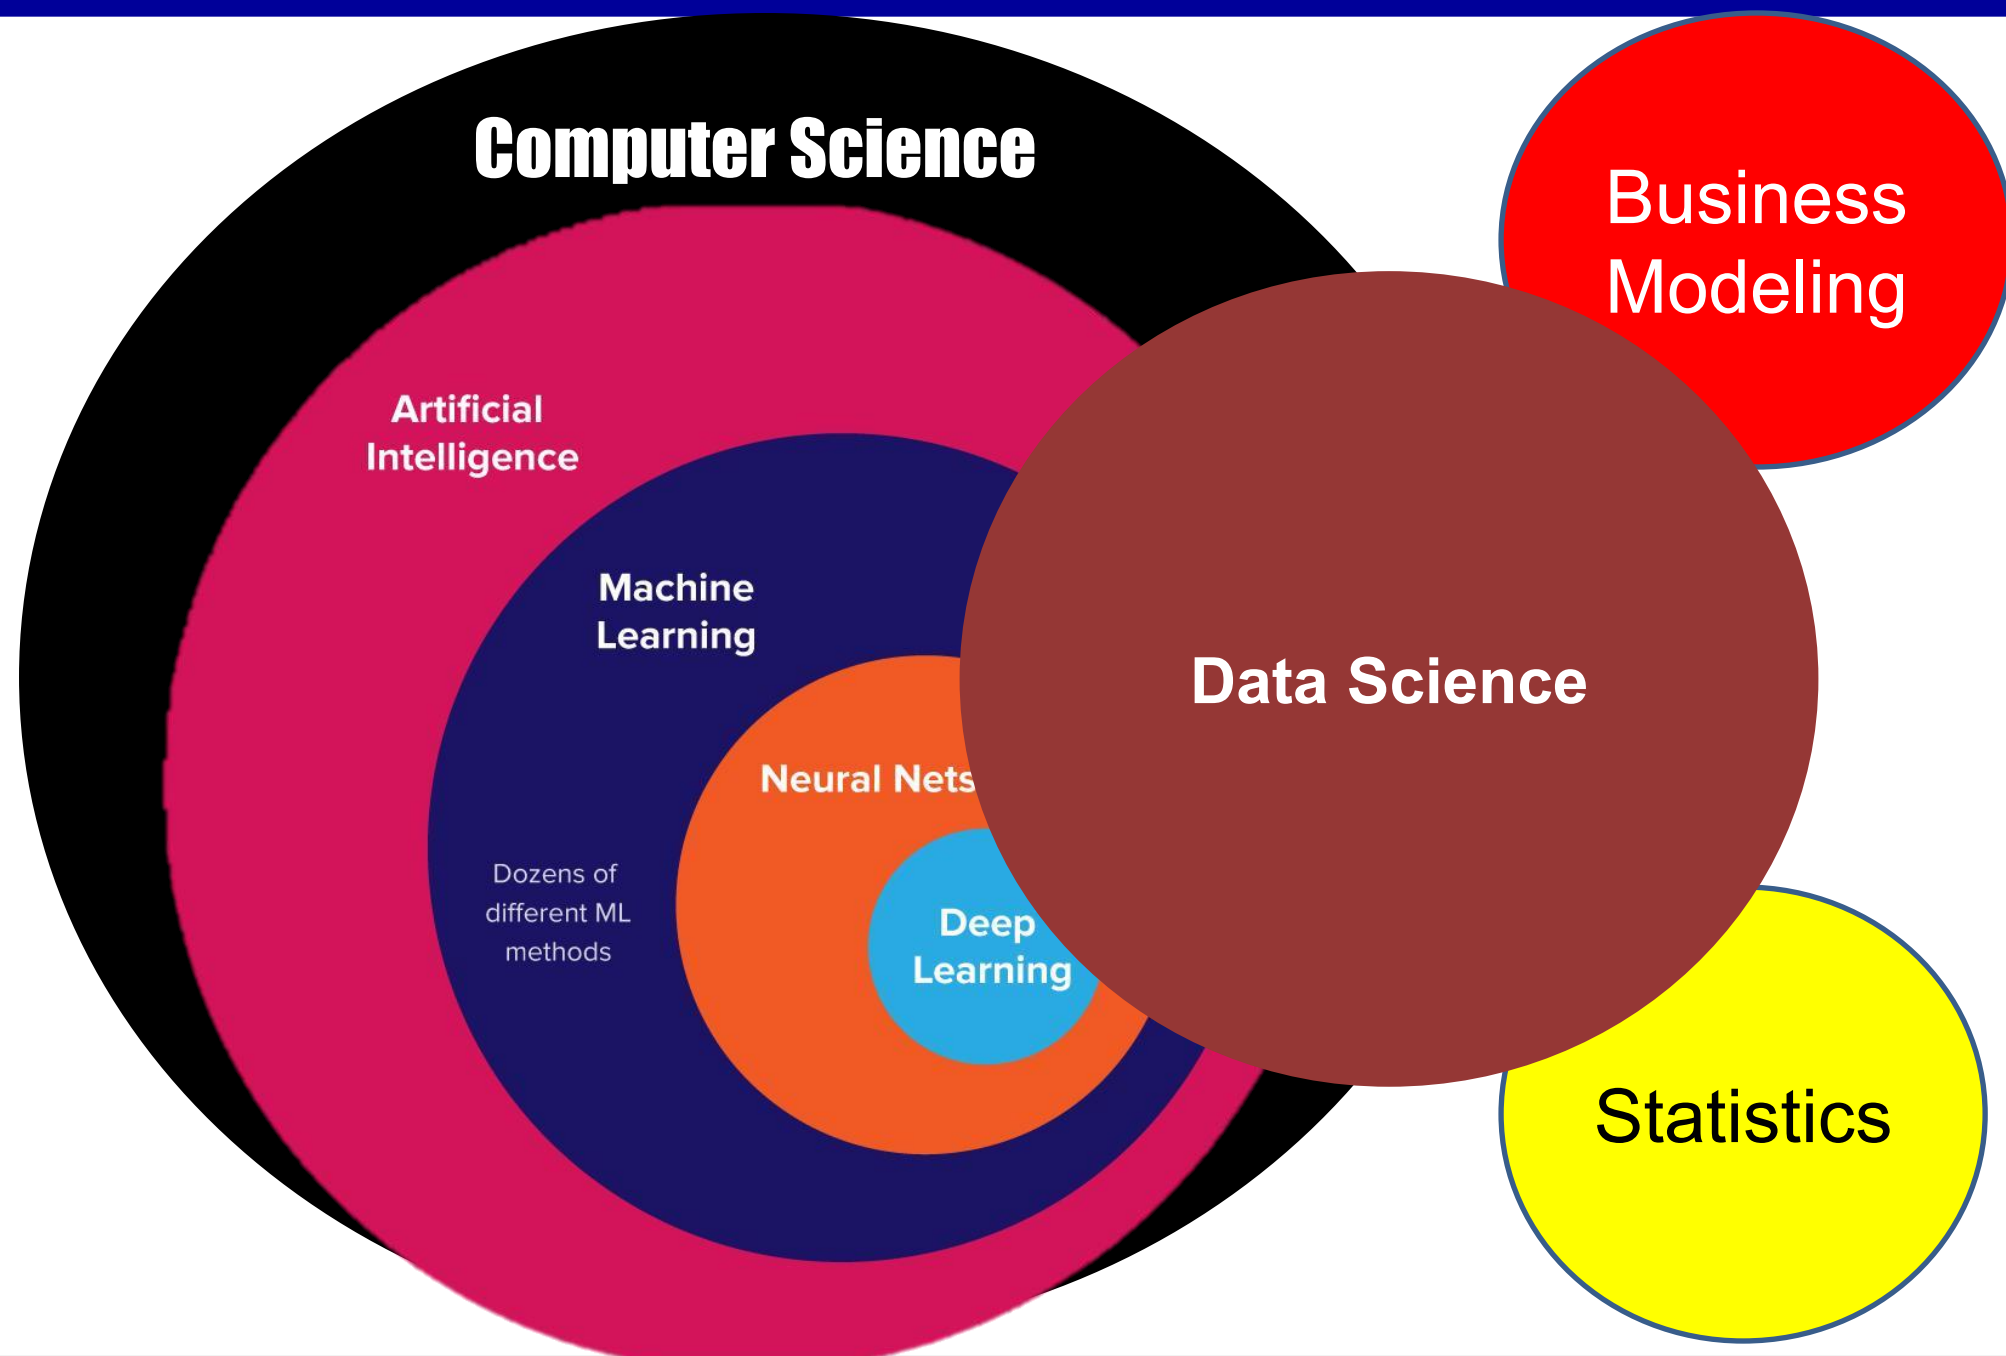 Computer Science
Business
Modeling
Artificial
Intelligence
Machine
Learning
Data Science
Neural Nets
Dozens of
different ML
methods
Deep
Learning
Statistics